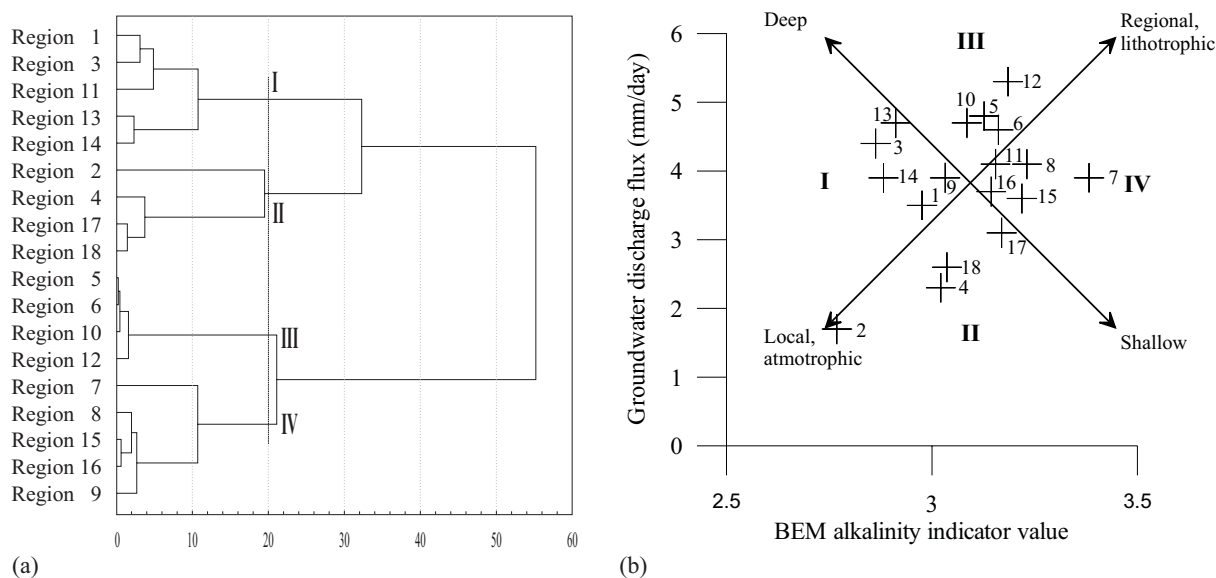 Region 1
Region 3
Region 11
Region 13
Region 14
Region 2
Region 4
Region 17
Region 18
Region 5
Region 6
Region 10
Region 12
Region 7
Region 8
Region 15
Region 16
Region 9
I
II
III
IV
0 10 20 30 40 50 60
(a)
Groundwater discharge flux (mm/day)
6
5
4
3
2
1
0
2.5 3 3.5
BEM alkalinity indicator value
Deep
Regional,
lithotrophic
Local,
atmotrophic
Shallow
III
I
IV
II
12
10
5
6
13
3
14
9
11
8
7
1
16
15
17
18
4
2
(b)